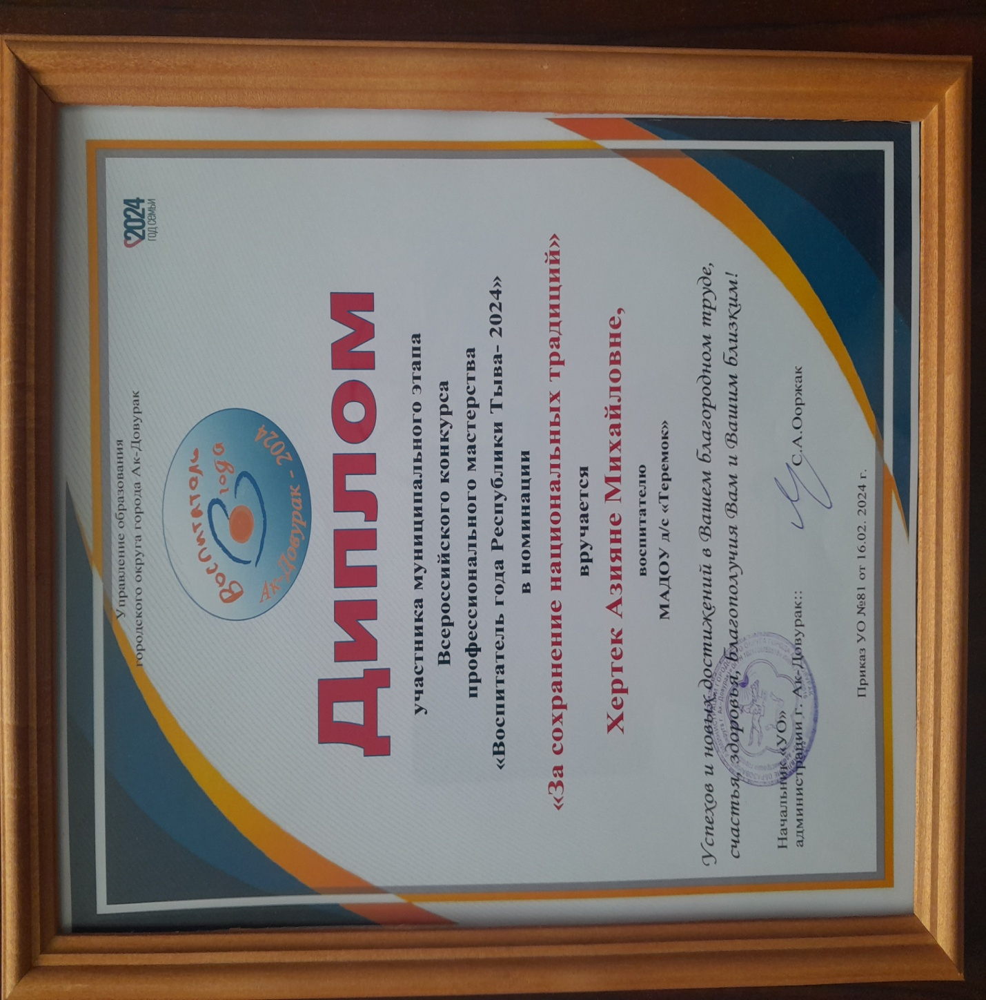 Управление образования
городского округа города Ак-Довурак
2024
ГОД СЕМЬИ
Воспитатель
года
Ак-Довурак - 2024
Диплом
участника муниципального этапа
Всероссийского конкурса
профессионального мастерства
«Воспитатель года Республики Тыва- 2024»
в номинации
«За сохранение национальных традиций»
вручается
Хертек Азияне Михайловне,
воспитателю
МАДОУ д/с «Теремок»
Успехов и новых достижений в Вашем благородном труде,
счастья, здоровья, благополучия Вам и Вашим близким!
Начальник «УО»
администрации г. Ак-Довурак:: С.А.Ооржак
Приказ УО №81 от 16.02. 2024 г.